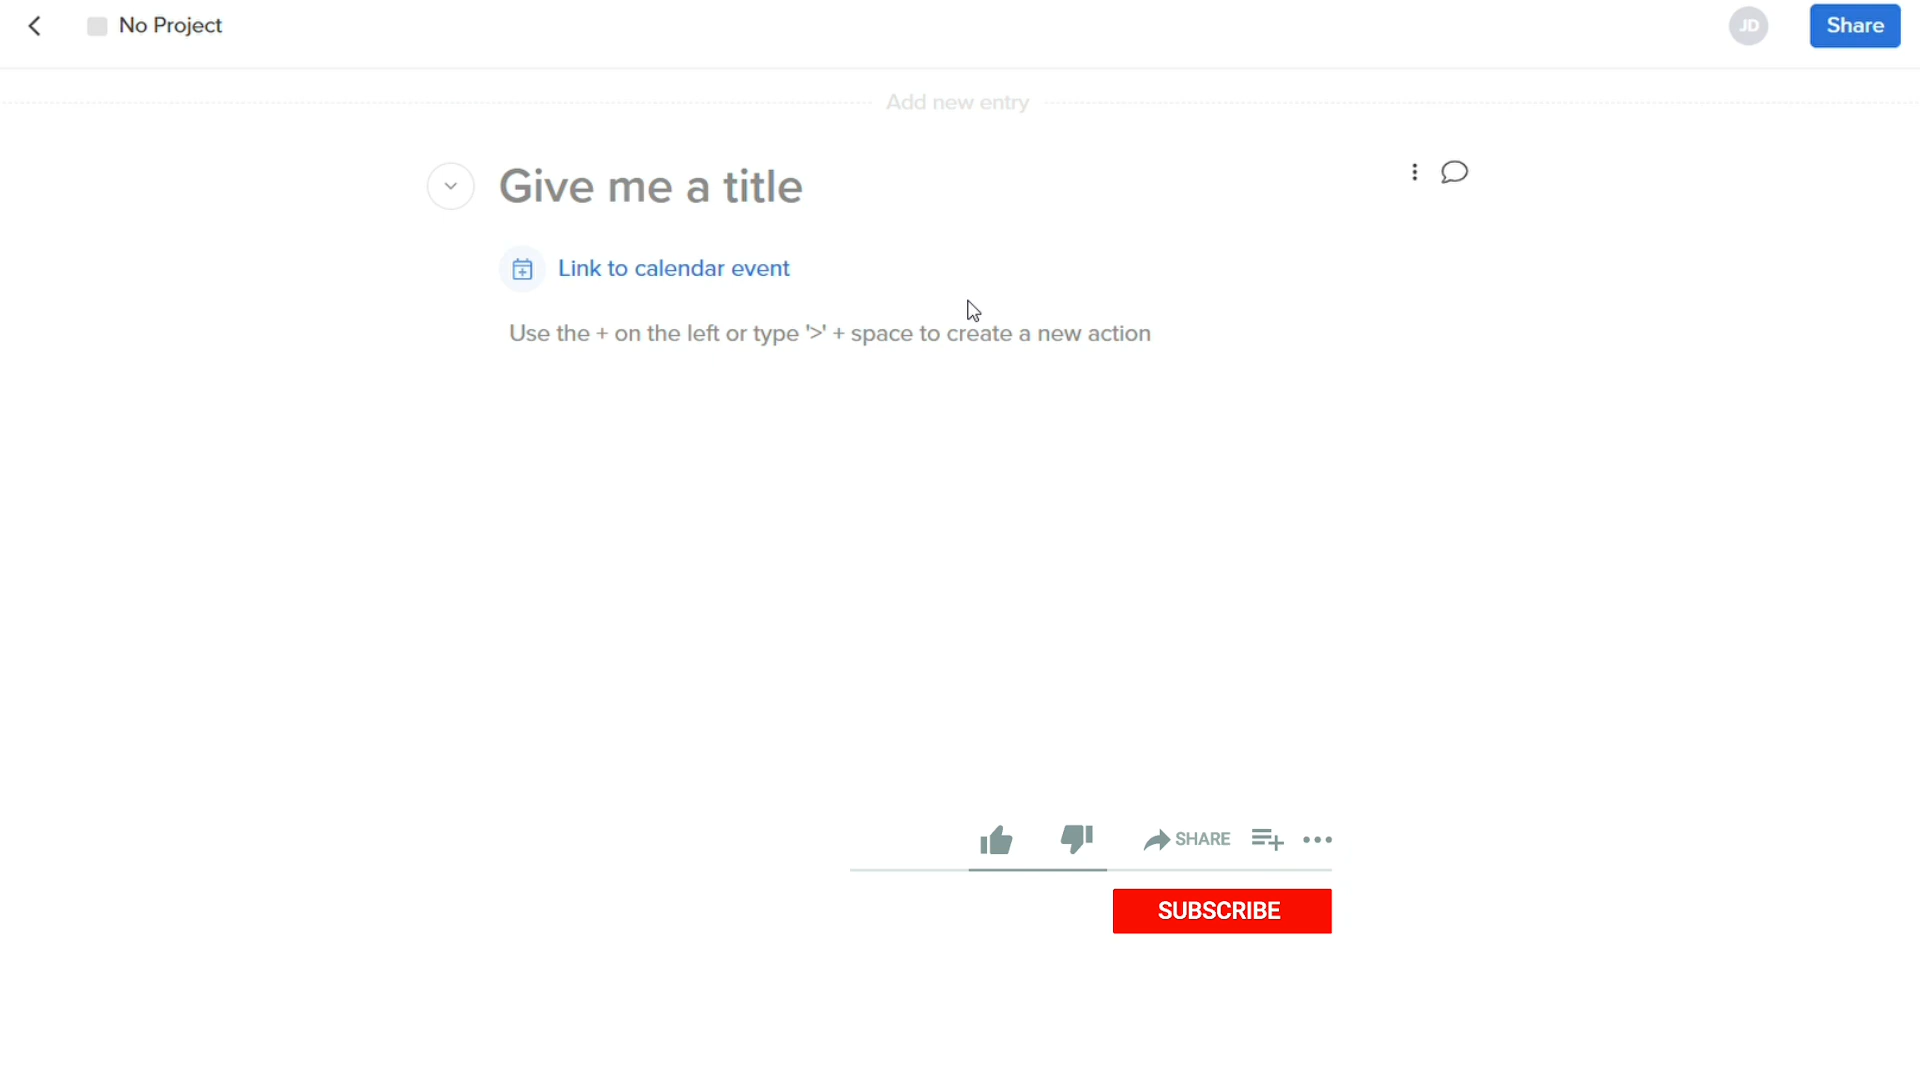 No Project
JD
Share
Add new entry
Give me a title
Link to calendar event
Use the + on the left or type '>' + space to create a new action
SHARE
SUBSCRIBE